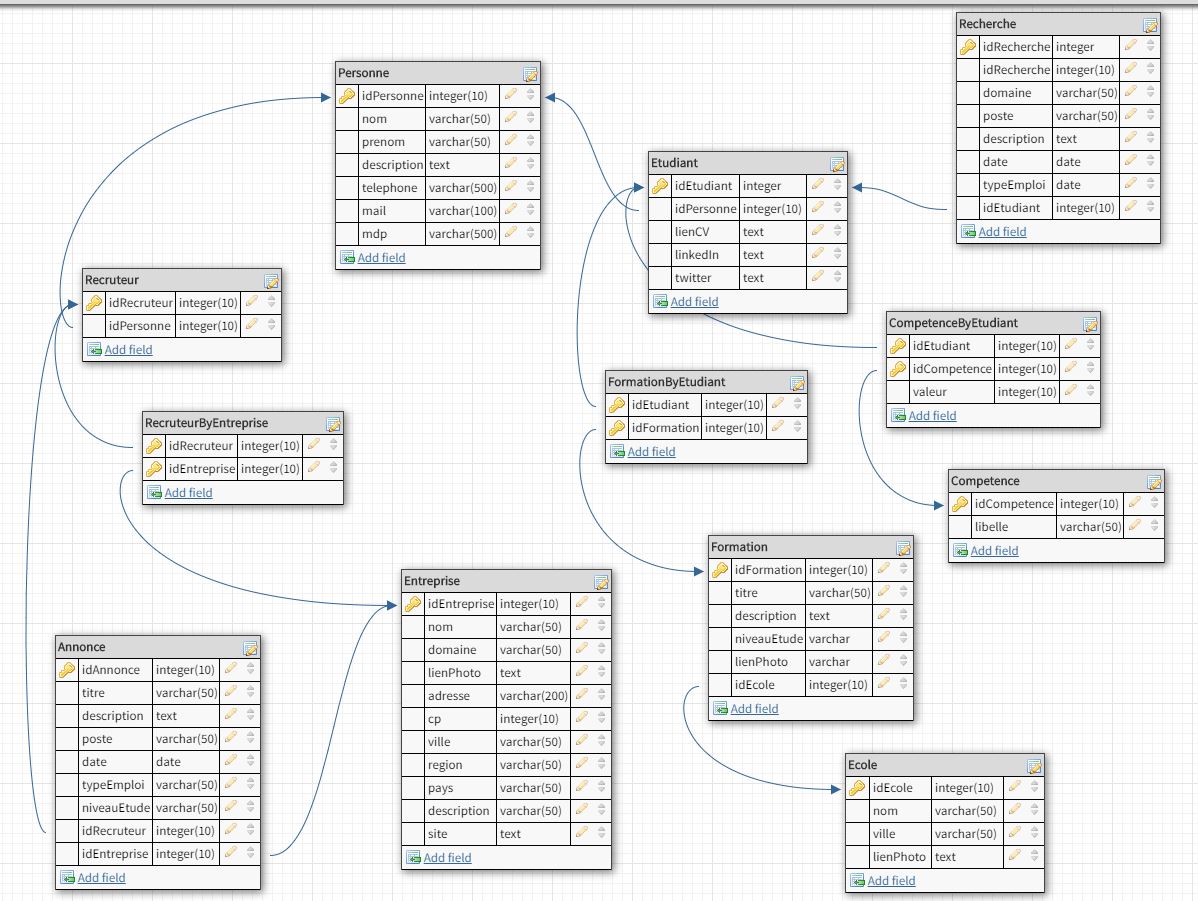 Recherche
idRecherche integer
idRecherche integer(10)
domaine varchar(50)
poste varchar(50)
description text
date date
typeEmploi date
idEtudiant integer(10)
Add field
Personne
idPersonne integer(10)
nom varchar(50)
prenom varchar(50)
description text
telephone varchar(500)
mail varchar(100)
mdp varchar(500)
Add field
Etudiant
idEtudiant integer
idPersonne integer(10)
lienCV text
linkedIn text
twitter text
Add field
Recruteur
idRecruteur integer(10)
idPersonne integer(10)
Add field
CompetenceByEtudiant
idEtudiant integer(10)
idCompetence integer(10)
valeur integer(10)
Add field
FormationByEtudiant
idEtudiant integer(10)
idFormation integer(10)
Add field
RecruteurByEntreprise
idRecruteur integer(10)
idEntreprise integer(10)
Add field
Competence
idCompetence integer(10)
libelle varchar(50)
Add field
Formation
idFormation integer(10)
titre varchar(50)
description text
niveauEtude varchar
lienPhoto varchar
idEcole integer(10)
Add field
Entreprise
idEntreprise integer(10)
nom varchar(50)
domaine varchar(50)
lienPhoto text
adresse varchar(200)
cp integer(10)
ville varchar(50)
region varchar(50)
pays varchar(50)
description varchar(50)
site text
Add field
Annonce
idAnnonce integer(10)
titre varchar(50)
description text
poste varchar(50)
date date
typeEmploi varchar(50)
niveauEtude varchar(50)
idRecruteur integer(10)
idEntreprise integer(10)
Add field
Ecole
idEcole integer(10)
nom varchar(50)
ville varchar(50)
lienPhoto text
Add field